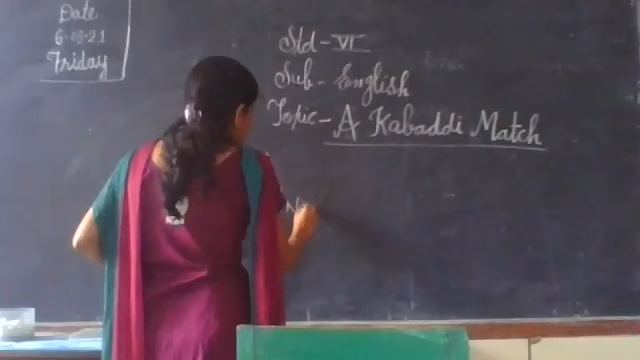 Date
6-08-21
Friday
Std - VI
Sub - English
Topic - A Kabaddi Match